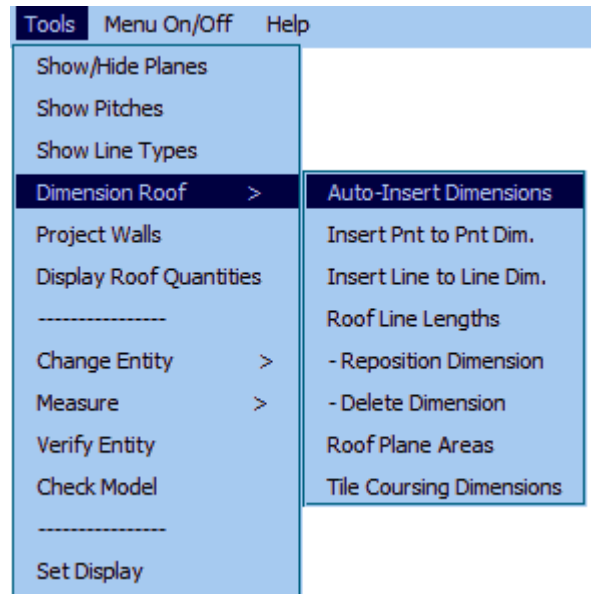 Tools Menu On/Off Help
Show/Hide Planes
Show Pitches
Show Line Types
Dimension Roof >
Project Walls
Display Roof Quantities
----------------
Change Entity >
Measure >
Verify Entity
Check Model
----------------
Set Display
Auto-Insert Dimensions
Insert Pnt to Pnt Dim.
Insert Line to Line Dim.
Roof Line Lengths
- Reposition Dimension
- Delete Dimension
Roof Plane Areas
Tile Coursing Dimensions